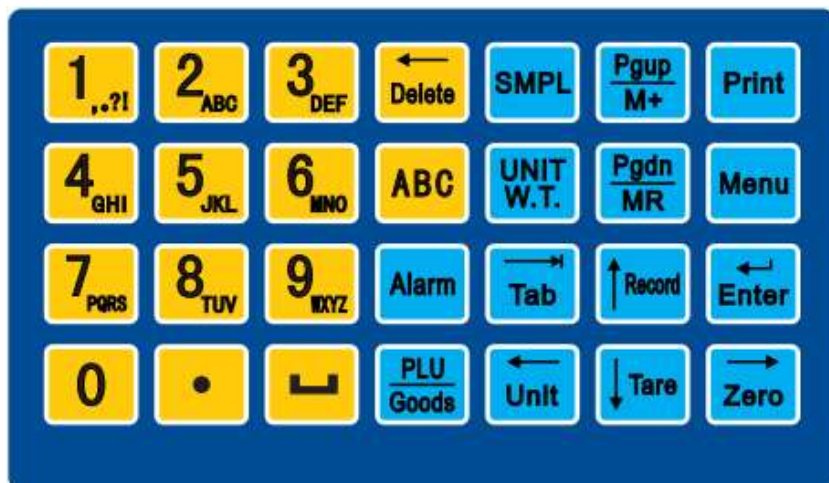 1 ,.?! 2 ABC 3 DEF ← Delete SMPL Pgup M+ Print
4 GHI 5 JKL 6 MNO ABC UNIT W.T. Pgdn MR Menu
7 PQRS 8 TUV 9 WXYZ Alarm → Tab ↑ Record ↵ Enter
0 . ␣ PLU Goods ← Unit ↓ Tare → Zero